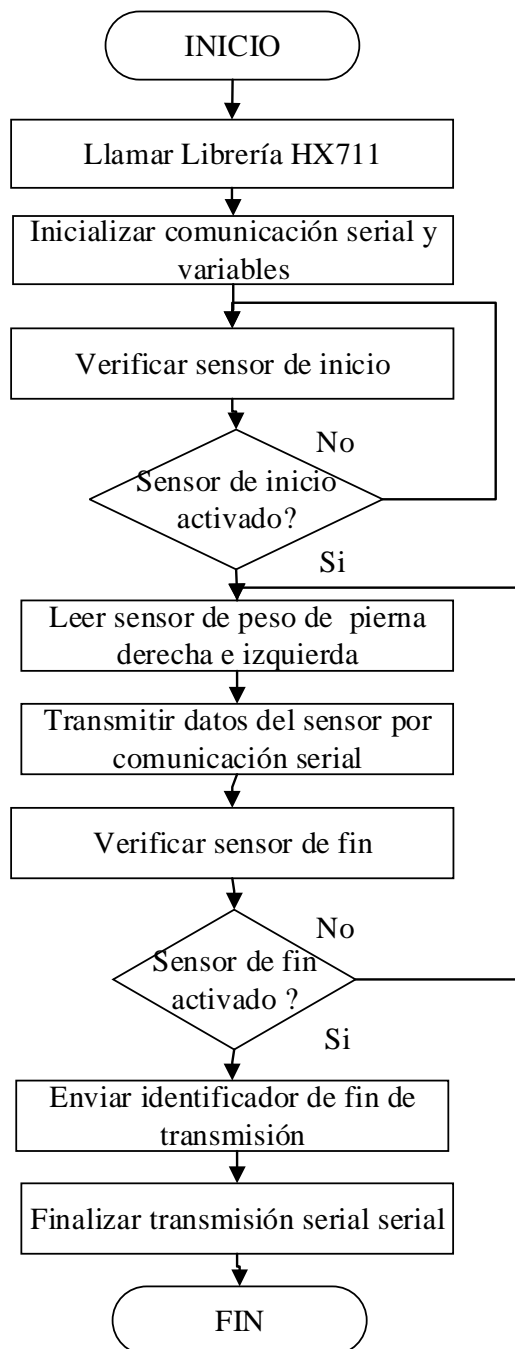 INICIO
Llamar Librería HX711
Inicializar comunicación serial y
variables
Verificar sensor de inicio
No
Sensor de inicio
activado?
Si
Leer sensor de peso de pierna
derecha e izquierda
Transmitir datos del sensor por
comunicación serial
Verificar sensor de fin
No
Sensor de fin
activado ?
Si
Enviar identificador de fin de
transmisión
Finalizar transmisión serial serial
FIN